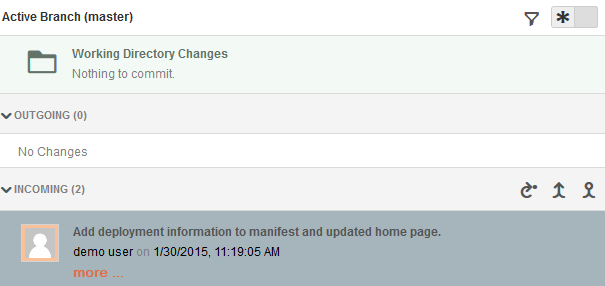 Active Branch (master)
Working Directory Changes
Nothing to commit.
OUTGOING (0)
No Changes
INCOMING (2)
Add deployment information to manifest and updated home page.
demo user on 1/30/2015, 11:19:05 AM
more ...